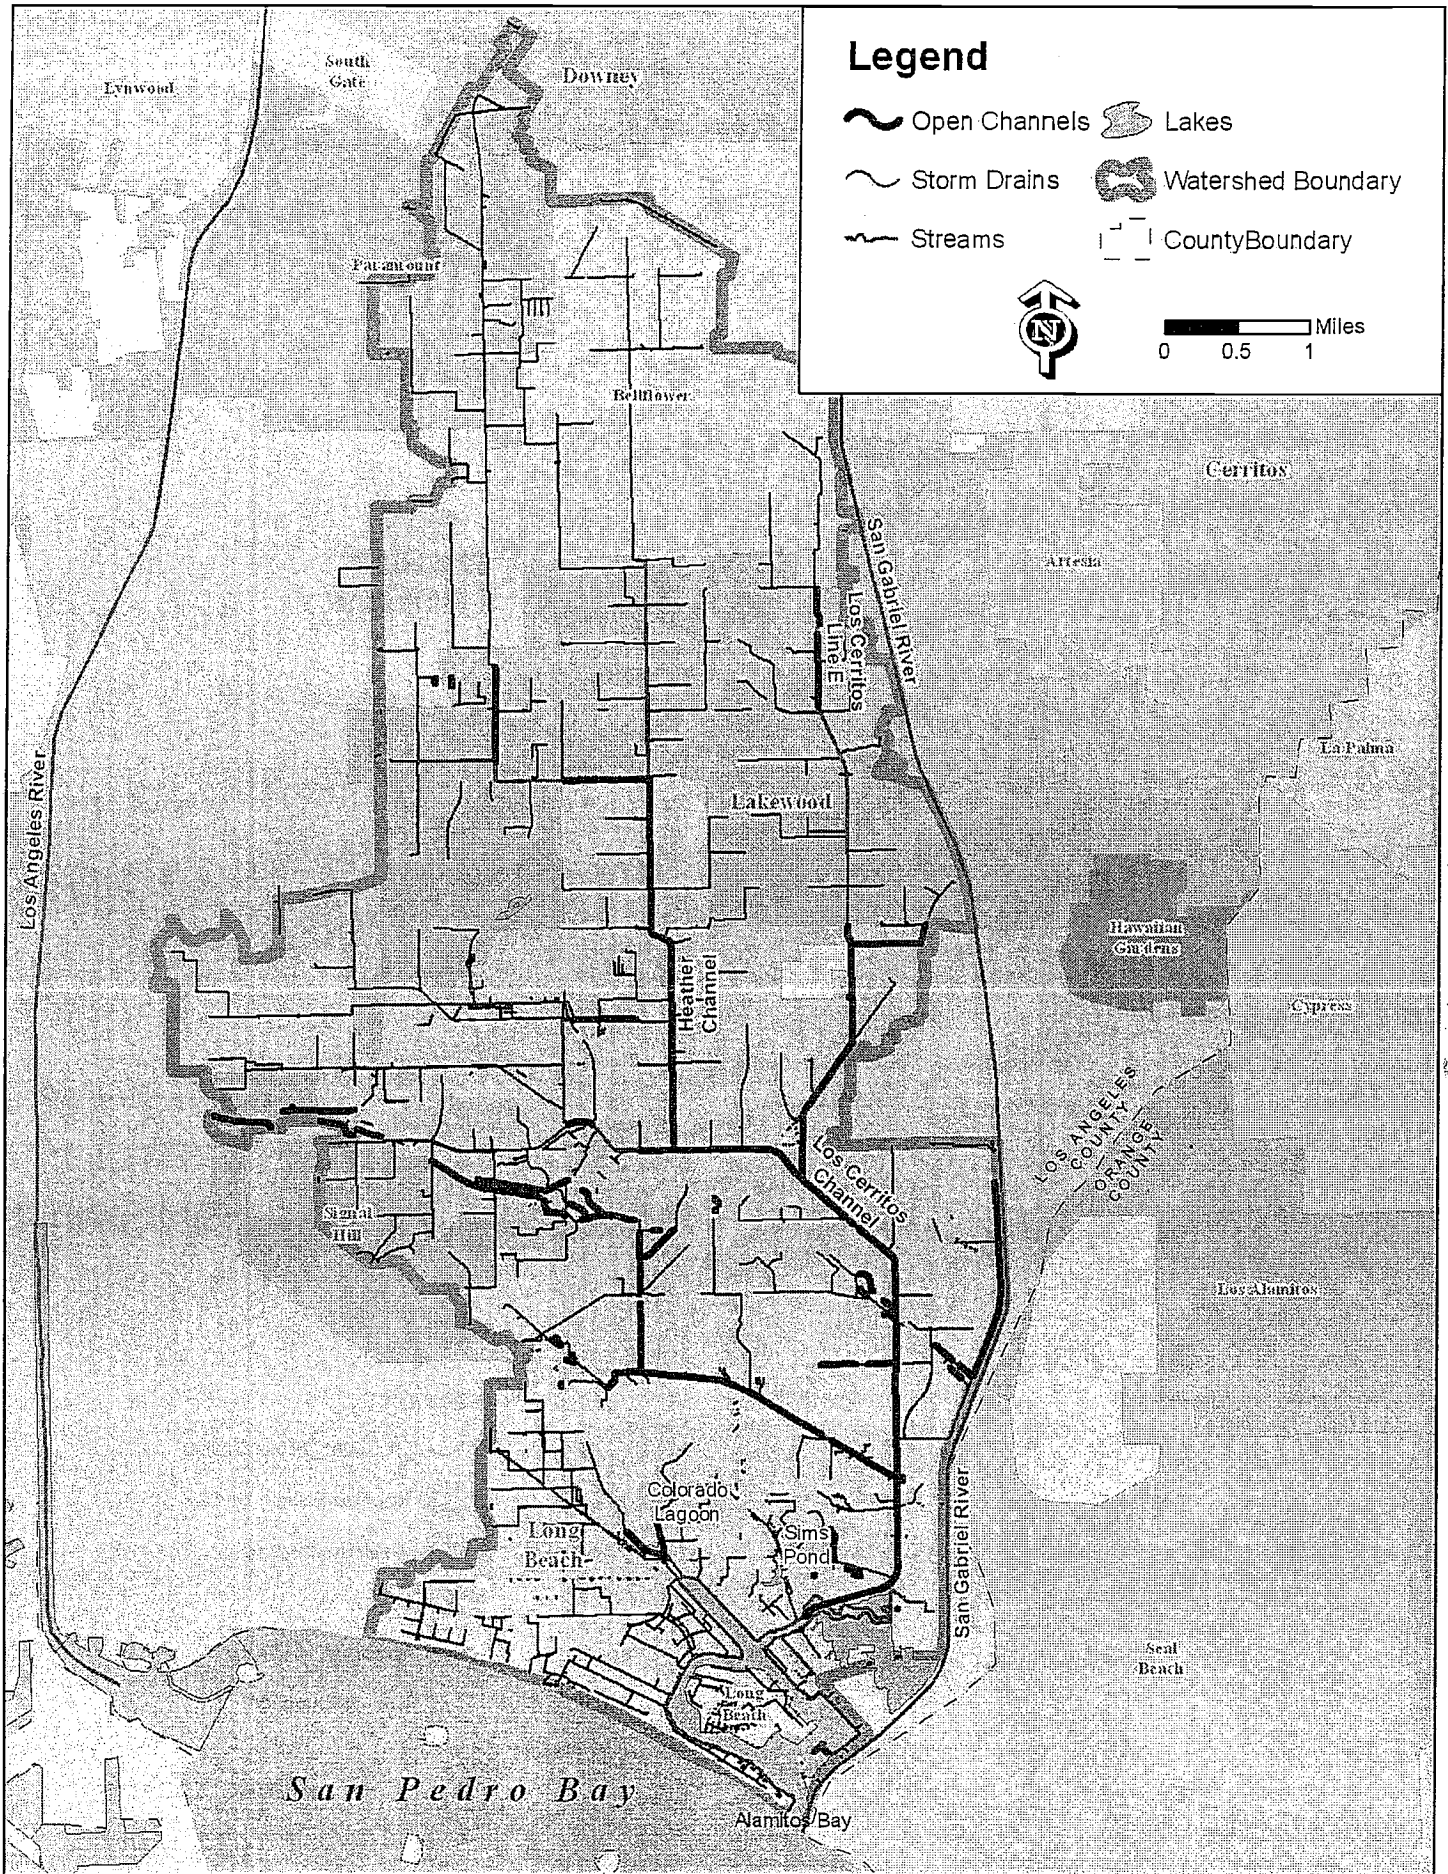 Legend
Open Channels
Lakes
Storm Drains
Watershed Boundary
Streams
CountyBoundary
N
Miles
0 0.5 1
Lynwood
South
Gate
Downey
Paramount
Bellflower
Cerritos
Artesia
San Gabriel River
Los Cerritos
Line E
La Palma
Los Angeles River
Lakewood
Hawaiian
Gardens
Heather
Channel
Cypress
LOS ANGELES
COUNTY
ORANGE
COUNTY
Los Cerritos
Channel
Signal
Hill
Los Alamitos
Colorado
Lagoon
Long
Beach
Sims
Pond
San Gabriel River
Seal
Beach
Long
Beach
San Pedro Bay
Alamitos Bay